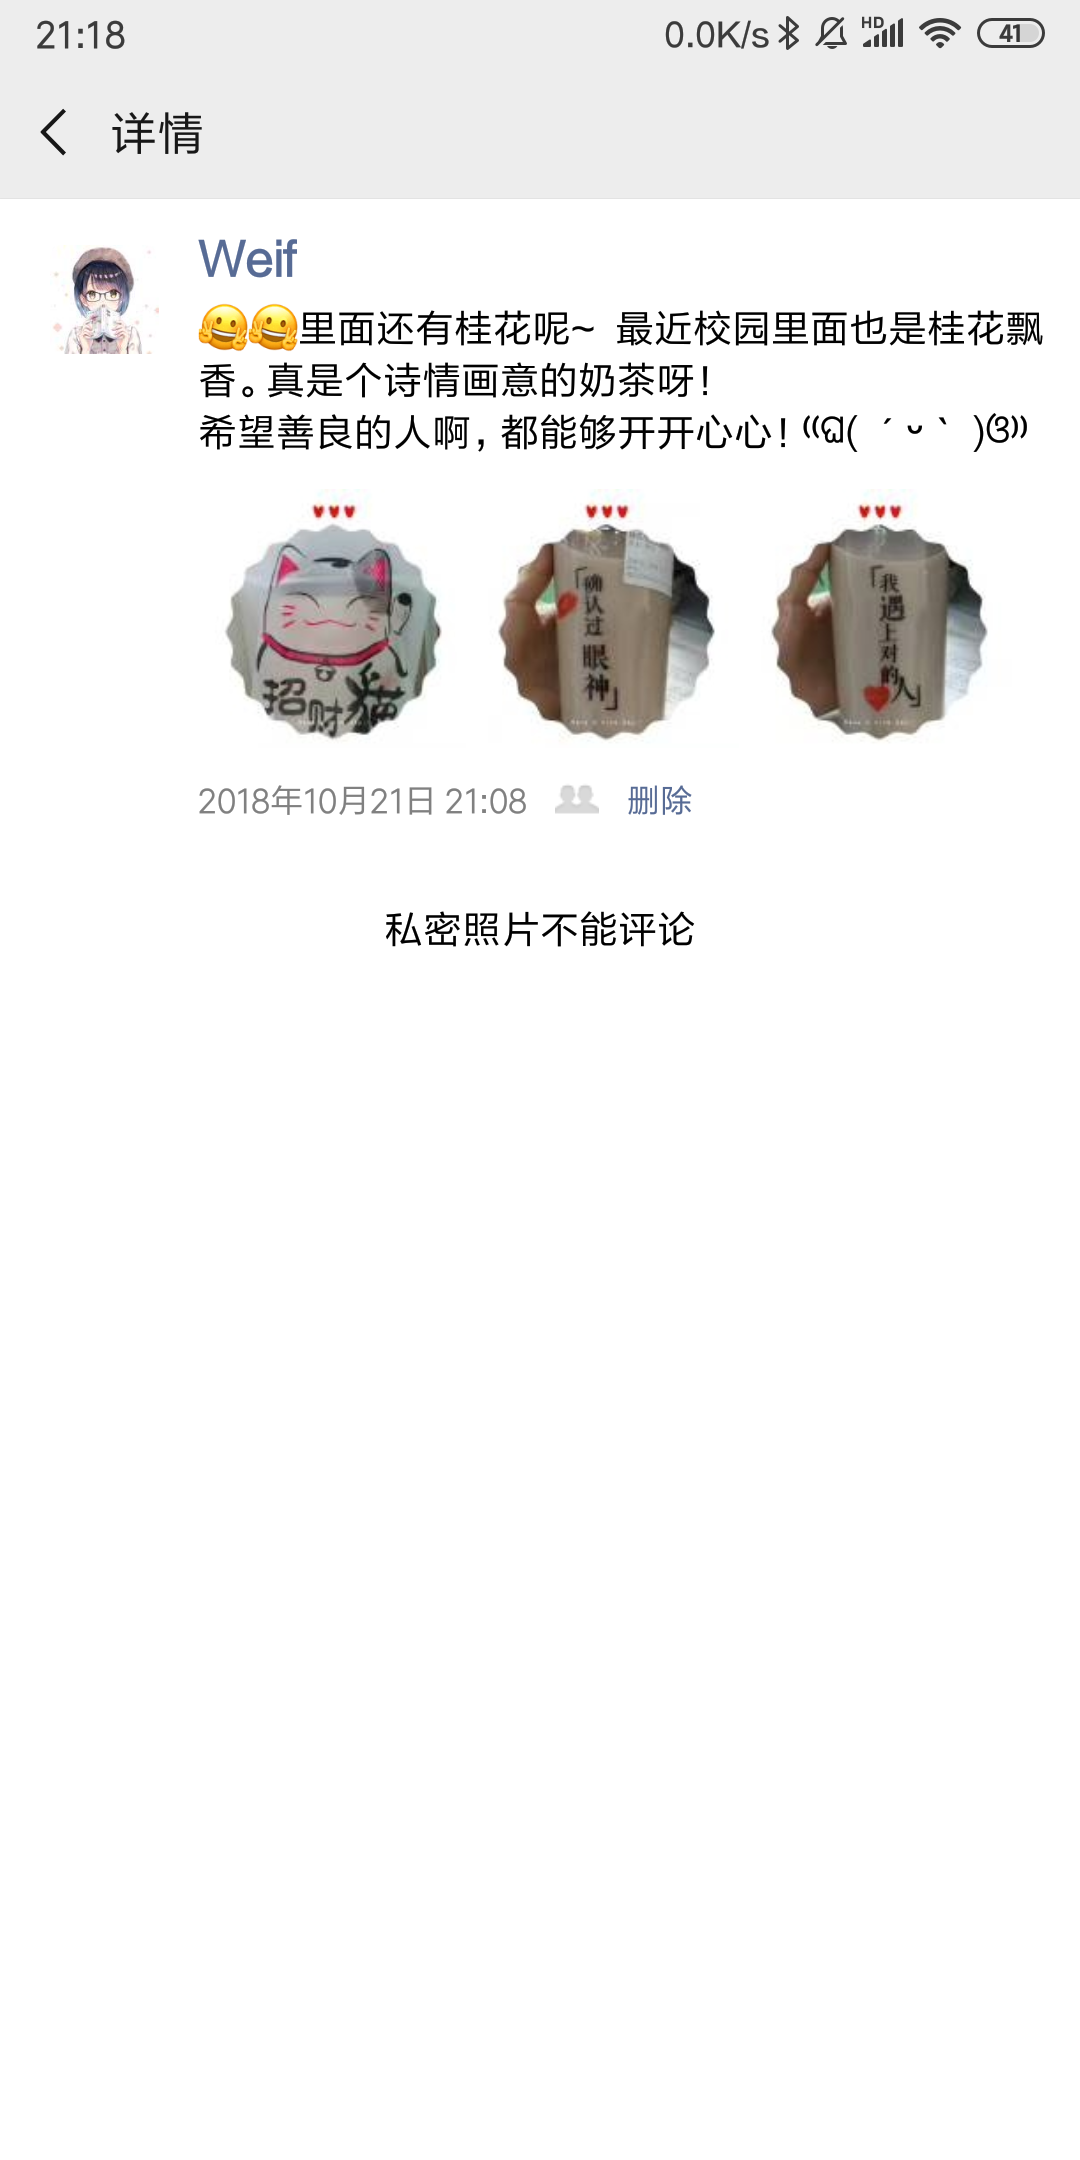 21:18
0.0K/s HD 41
详情
Weif
🤗🤗里面还有桂花呢~ 最近校园里面也是桂花飘
香。真是个诗情画意的奶茶呀!
希望善良的人啊,都能够开开心心!⁽⁽ଘ( ˊᵕˋ )ଓ⁾⁾
招财猫
「确认过眼神」
「我遇上对的人」
2018年10月21日 21:08 删除
私密照片不能评论